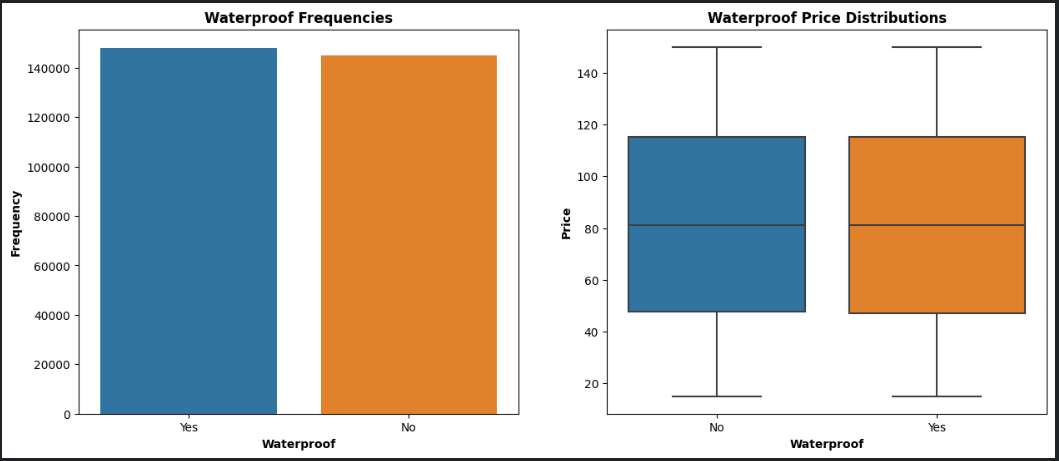 Waterproof Frequencies
Frequency
140000
120000
100000
80000
60000
40000
20000
0
Yes
No
Waterproof
Waterproof Price Distributions
Price
140
120
100
80
60
40
20
No
Yes
Waterproof